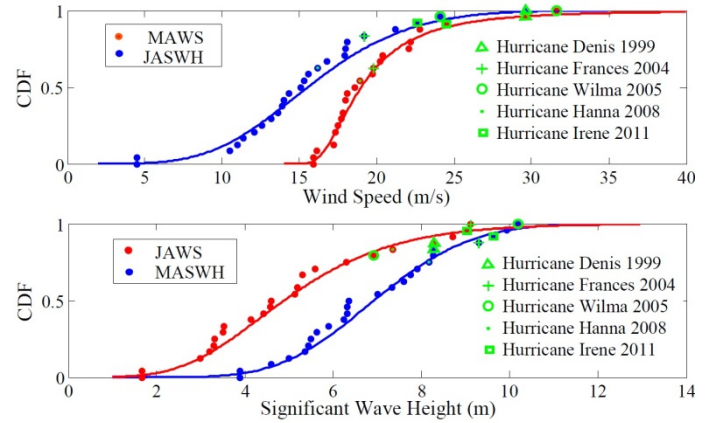 1
MAWS
JASWH
Hurricane Denis 1999
Hurricane Frances 2004
Hurricane Wilma 2005
Hurricane Hanna 2008
Hurricane Irene 2011
CDF
0.5
0
0 5 10 15 20 25 30 35 40
Wind Speed (m/s)
1
JAWS
MASWH
Hurricane Denis 1999
Hurricane Frances 2004
Hurricane Wilma 2005
Hurricane Hanna 2008
Hurricane Irene 2011
CDF
0.5
0
0 2 4 6 8 10 12 14
Significant Wave Height (m)